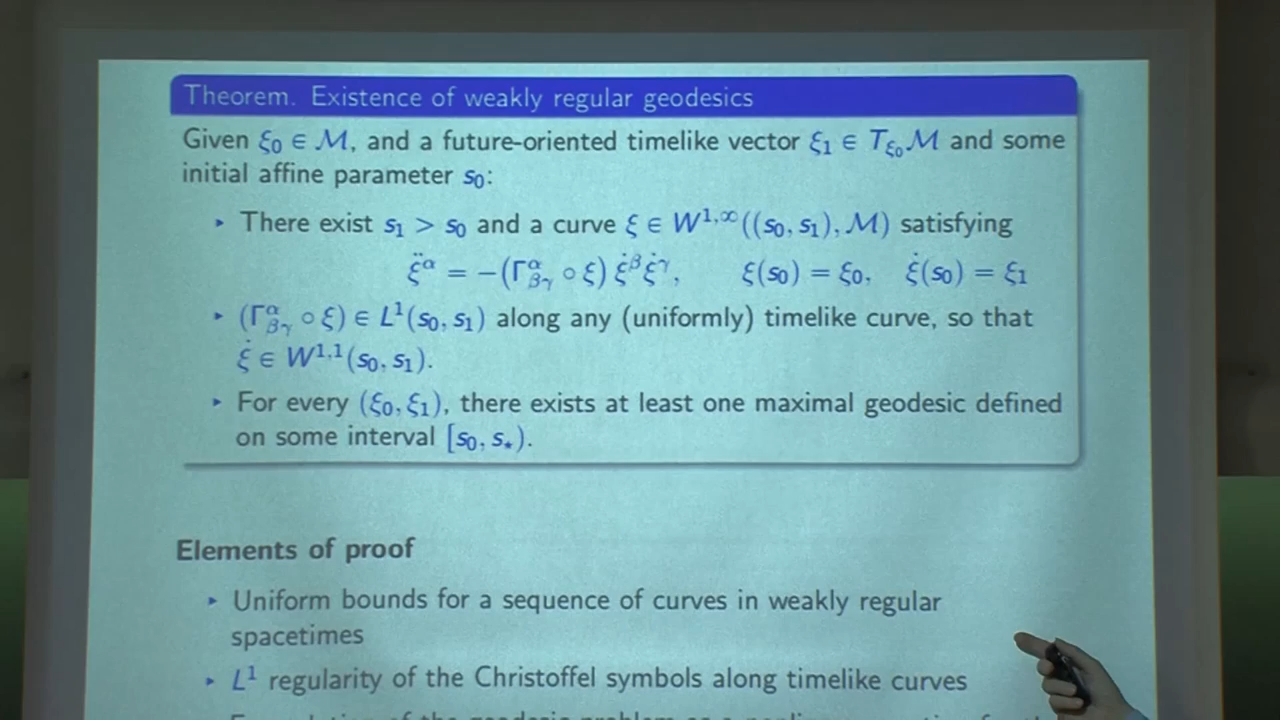 Theorem. Existence of weakly regular geodesics
Given ξ₀ ∈ M, and a future-oriented timelike vector ξ₁ ∈ T_{ξ₀}M and some
initial affine parameter s₀:
‣ There exist s₁ > s₀ and a curve ξ ∈ W^{1,∞}((s₀, s₁), M) satisfying
ξ̈^α = −(Γ^α_{βγ} ∘ ξ) ξ̇^β ξ̇^γ, ξ(s₀) = ξ₀, ξ̇(s₀) = ξ₁
‣ (Γ^α_{βγ} ∘ ξ) ∈ L¹(s₀, s₁) along any (uniformly) timelike curve, so that
ξ̇ ∈ W^{1,1}(s₀, s₁).
‣ For every (ξ₀, ξ₁), there exists at least one maximal geodesic defined
on some interval [s₀, s⋆).
Elements of proof
‣ Uniform bounds for a sequence of curves in weakly regular
spacetimes
‣ L¹ regularity of the Christoffel symbols along timelike curves